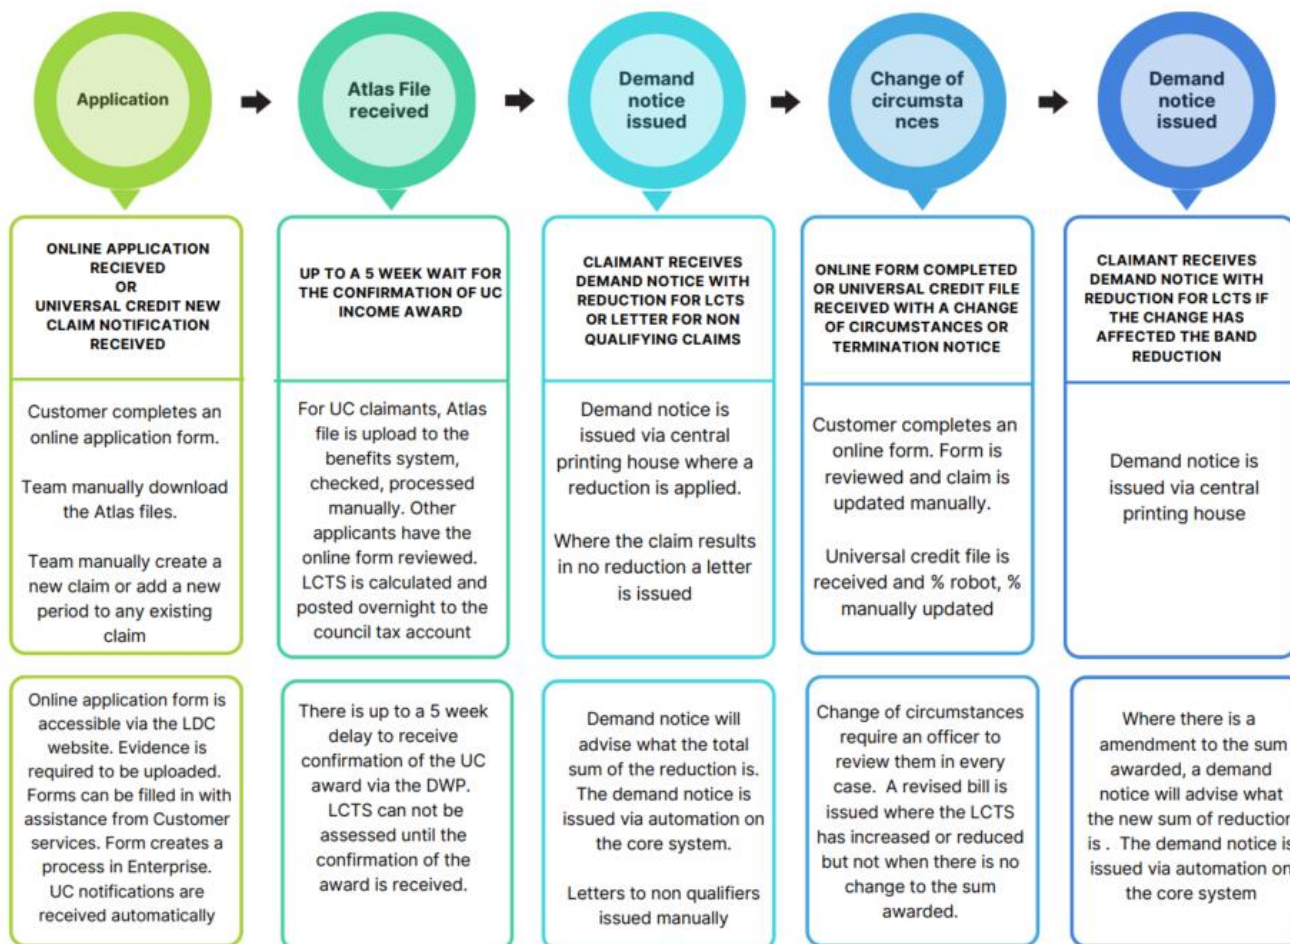 Application
Atlas File
received
Demand
notice
issued
Change of
circumsta
nces
Demand
notice
issued
ONLINE APPLICATION
RECIEVED
OR
UNIVERSAL CREDIT NEW
CLAIM NOTIFICATION
RECEIVED
UP TO A 5 WEEK WAIT FOR
THE CONFIRMATION OF UC
INCOME AWARD
CLAIMANT RECEIVES
DEMAND NOTICE WITH
REDUCTION FOR LCTS
OR LETTER FOR NON
QUALIFYING CLAIMS
ONLINE FORM COMPLETED
OR UNIVERSAL CREDIT FILE
RECEIVED WITH A CHANGE
OF CIRCUMSTANCES OR
TERMINATION NOTICE
CLAIMANT RECEIVES
DEMAND NOTICE WITH
REDUCTION FOR LCTS IF
THE CHANGE HAS
AFFECTED THE BAND
REDUCTION
Customer completes an
online application form.
Team manually download
the Atlas files.
Team manually create a
new claim or add a new
period to any existing
claim
For UC claimants, Atlas
file is upload to the
benefits system,
checked, processed
manually. Other
applicants have the
online form reviewed.
LCTS is calculated and
posted overnight to the
council tax account
Demand notice is
issued via central
printing house where a
reduction is applied.
Where the claim results
in no reduction a letter
is issued
Customer completes an
online form. Form is
reviewed and claim is
updated manually.
Universal credit file is
received and % robot, %
manually updated
Demand notice is
issued via central
printing house
Online application form is
accessible via the LDC
website. Evidence is
required to be uploaded.
Forms can be filled in with
assistance from Customer
services. Form creates a
process in Enterprise.
UC notifications are
received automatically
There is up to a 5 week
delay to receive
confirmation of the UC
award via the DWP.
LCTS can not be
assessed until the
confirmation of the
award is received.
Demand notice will
advise what the total
sum of the reduction is.
The demand notice is
issued via automation on
the core system.
Letters to non qualifiers
issued manually
Change of circumstances
require an officer to
review them in every
case. A revised bill is
issued where the LCTS
has increased or reduced
but not when there is no
change to the sum
awarded.
Where there is a
amendment to the sum
awarded, a demand
notice will advise what
the new sum of reduction
is . The demand notice is
issued via automation on
the core system